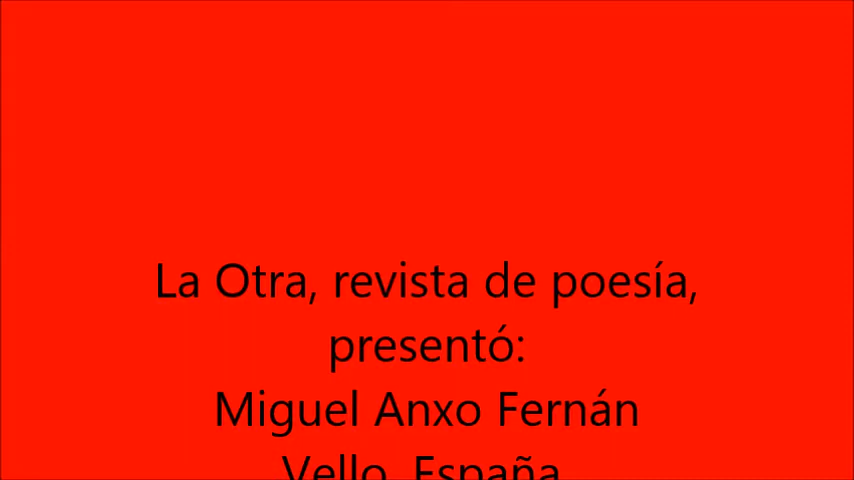 La Otra, revista de poesía,
presentó:
Miguel Anxo Fernán
Vello, España